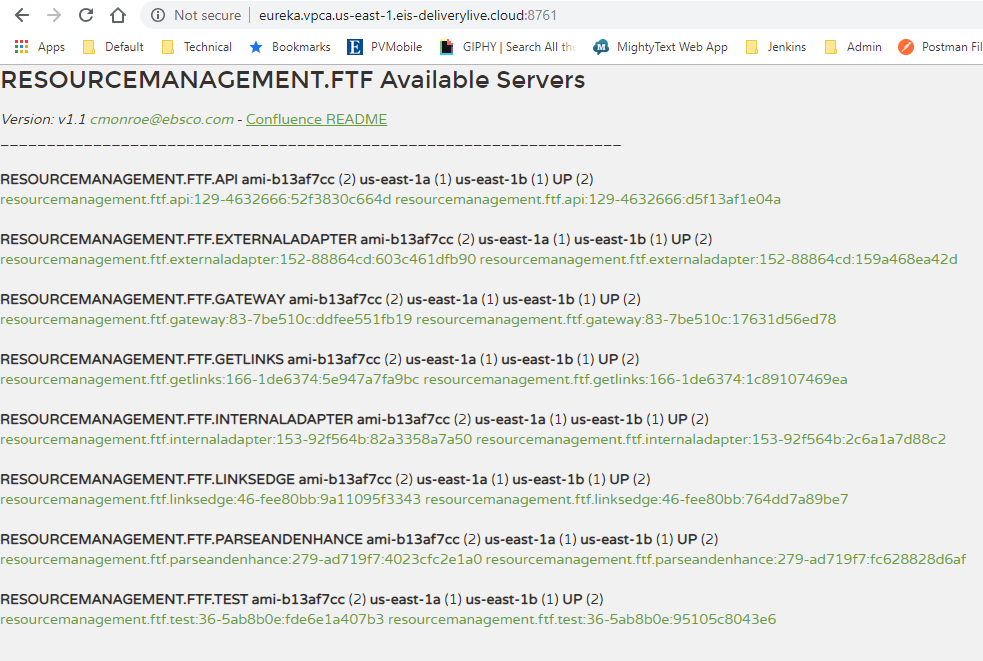 Not secure | eureka.vpca.us-east-1.eis-deliverylive.cloud:8761
Apps Default Technical Bookmarks E PVMobile GIPHY | Search All the MightyText Web App Jenkins Admin Postman Fil
RESOURCEMANAGEMENT.FTF Available Servers
Version: v1.1 cmonroe@ebsco.com - Confluence README
____________________________________________________________________
RESOURCEMANAGEMENT.FTF.API ami-b13af7cc (2) us-east-1a (1) us-east-1b (1) UP (2)
resourcemanagement.ftf.api:129-4632666:52f3830c664d resourcemanagement.ftf.api:129-4632666:d5f13af1e04a
RESOURCEMANAGEMENT.FTF.EXTERNALADAPTER ami-b13af7cc (2) us-east-1a (1) us-east-1b (1) UP (2)
resourcemanagement.ftf.externaladapter:152-88864cd:603c461dfb90 resourcemanagement.ftf.externaladapter:152-88864cd:159a468ea42d
RESOURCEMANAGEMENT.FTF.GATEWAY ami-b13af7cc (2) us-east-1a (1) us-east-1b (1) UP (2)
resourcemanagement.ftf.gateway:83-7be510c:ddfee551fb19 resourcemanagement.ftf.gateway:83-7be510c:17631d56ed78
RESOURCEMANAGEMENT.FTF.GETLINKS ami-b13af7cc (2) us-east-1a (1) us-east-1b (1) UP (2)
resourcemanagement.ftf.getlinks:166-1de6374:5e947a7fa9bc resourcemanagement.ftf.getlinks:166-1de6374:1c89107469ea
RESOURCEMANAGEMENT.FTF.INTERNALADAPTER ami-b13af7cc (2) us-east-1a (1) us-east-1b (1) UP (2)
resourcemanagement.ftf.internaladapter:153-92f564b:82a3358a7a50 resourcemanagement.ftf.internaladapter:153-92f564b:2c6a1a7d88c2
RESOURCEMANAGEMENT.FTF.LINKSEDGE ami-b13af7cc (2) us-east-1a (1) us-east-1b (1) UP (2)
resourcemanagement.ftf.linksedge:46-fee80bb:9a11095f3343 resourcemanagement.ftf.linksedge:46-fee80bb:764dd7a89be7
RESOURCEMANAGEMENT.FTF.PARSEANDENHANCE ami-b13af7cc (2) us-east-1a (1) us-east-1b (1) UP (2)
resourcemanagement.ftf.parseandenhance:279-ad719f7:4023cfc2e1a0 resourcemanagement.ftf.parseandenhance:279-ad719f7:fc628828d6af
RESOURCEMANAGEMENT.FTF.TEST ami-b13af7cc (2) us-east-1a (1) us-east-1b (1) UP (2)
resourcemanagement.ftf.test:36-5ab8b0e:fde6e1a407b3 resourcemanagement.ftf.test:36-5ab8b0e:95105c8043e6